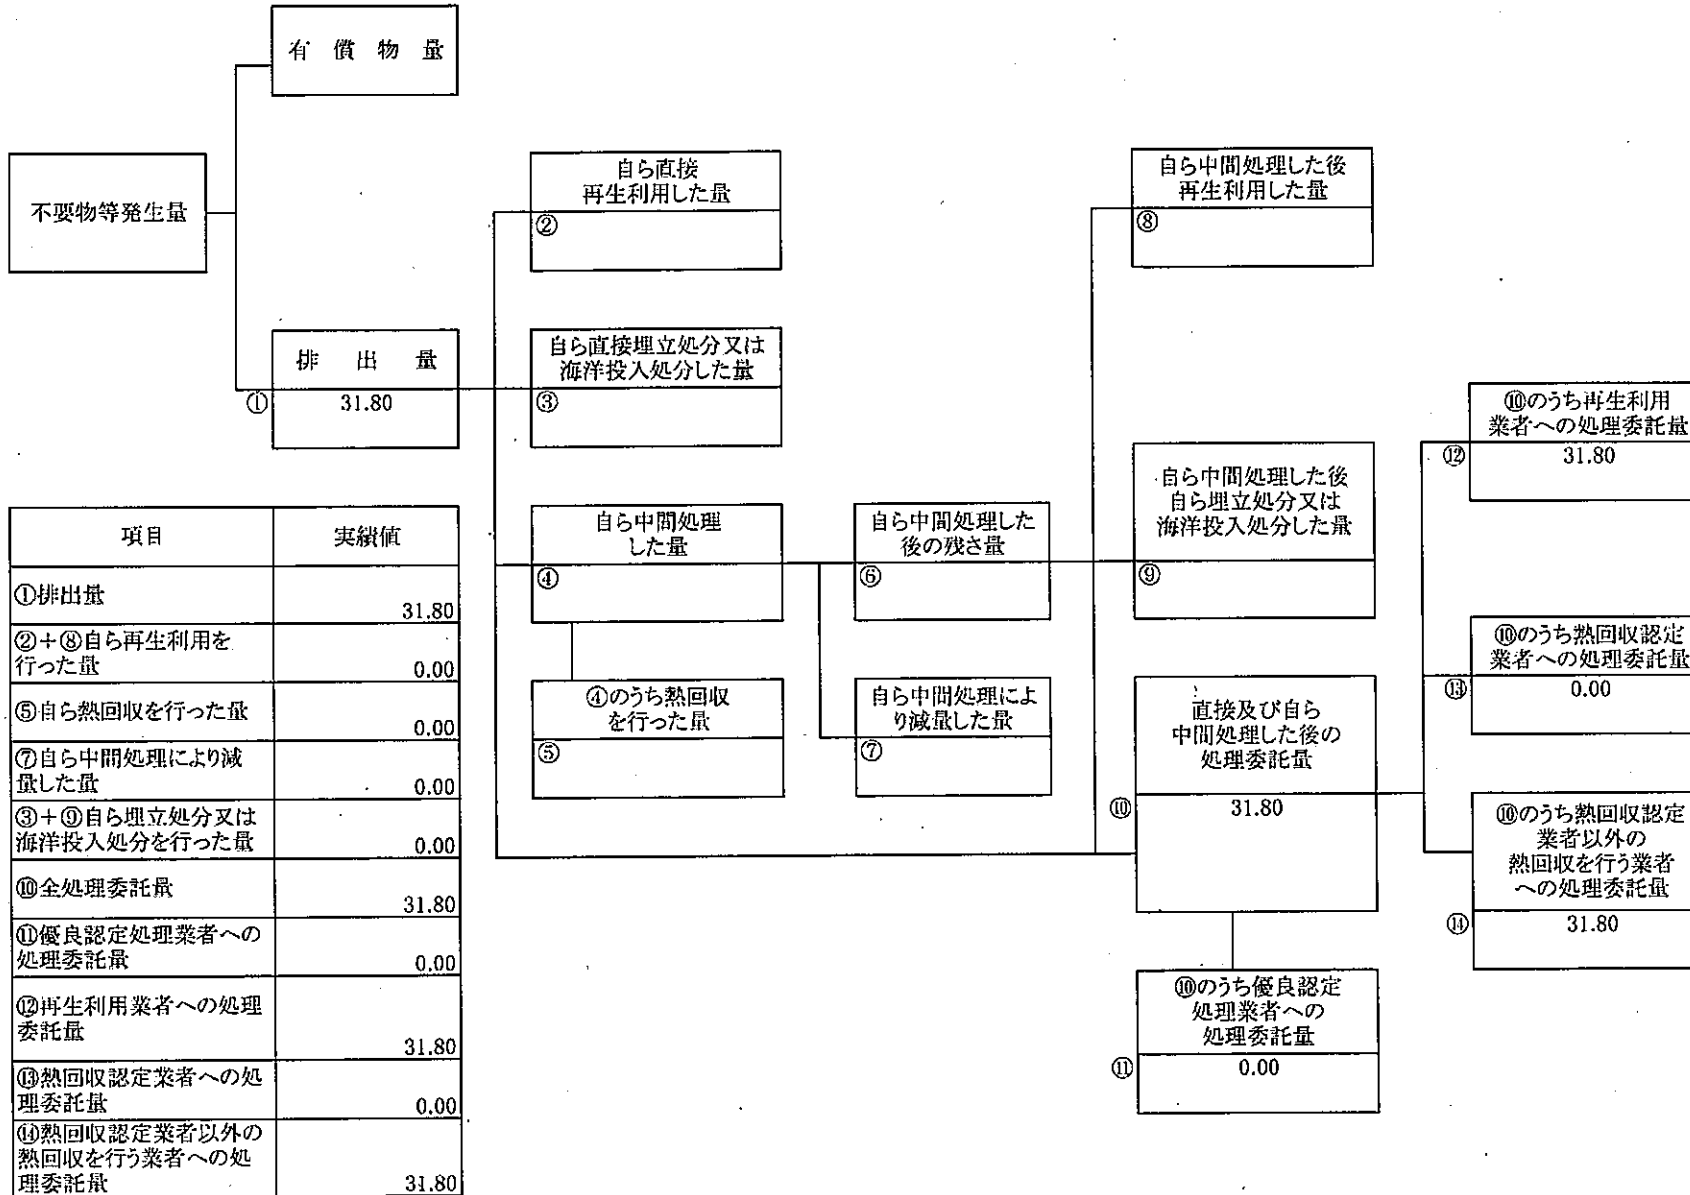 有償物量
不要物等発生量
排出量
①
31.80
自ら直接
再生利用した量
②
自ら直接埋立処分又は
海洋投入処分した量
③
自ら中間処理
した量
④
④のうち熱回収
を行った量
⑤
自ら中間処理した
後の残さ量
⑥
自ら中間処理によ
り減量した量
⑦
自ら中間処理した後
再生利用した量
⑧
自ら中間処理した後
自ら埋立処分又は
海洋投入処分した量
⑨
直接及び自ら
中間処理した後の
処理委託量
⑩
31.80
⑩のうち優良認定
処理業者への
処理委託量
⑪
0.00
⑩のうち再生利用
業者への処理委託量
⑫
31.80
⑩のうち熱回収認定
業者への処理委託量
⑬
0.00
⑩のうち熱回収認定
業者以外の
熱回収を行う業者
への処理委託量
⑭
31.80
項目 実績値
①排出量
31.80
②+⑧自ら再生利用を
行った量
0.00
⑤自ら熱回収を行った量
0.00
⑦自ら中間処理により減
量した量
0.00
③+⑨自ら埋立処分又は
海洋投入処分を行った量
0.00
⑩全処理委託量
31.80
⑪優良認定処理業者への
処理委託量
0.00
⑫再生利用業者への処理
委託量
31.80
⑬熱回収認定業者への処
理委託量
0.00
⑭熱回収認定業者以外の
熱回収を行う業者への処
理委託量
31.80